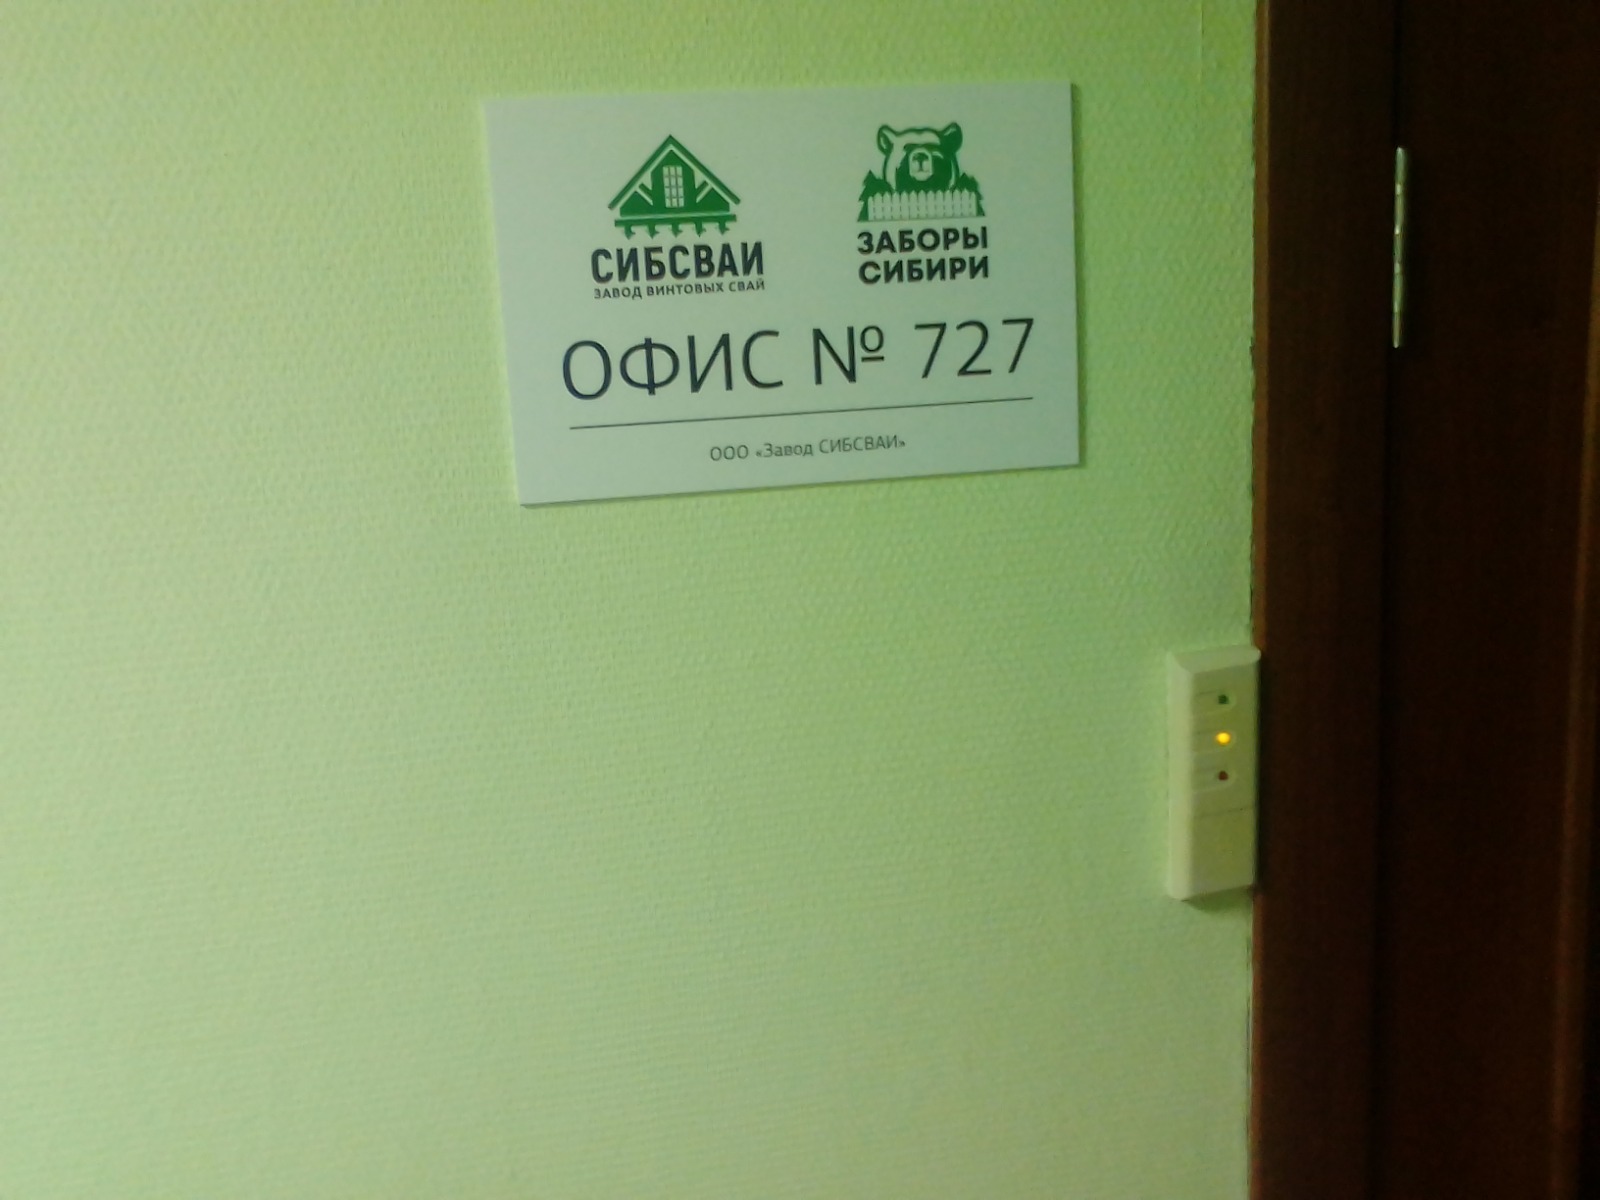 СИБСВАИ
ЗАВОД ВИНТОВЫХ СВАЙ
ЗАБОРЫ
СИБИРИ
ОФИС № 727
ООО «Завод СИБСВАИ»